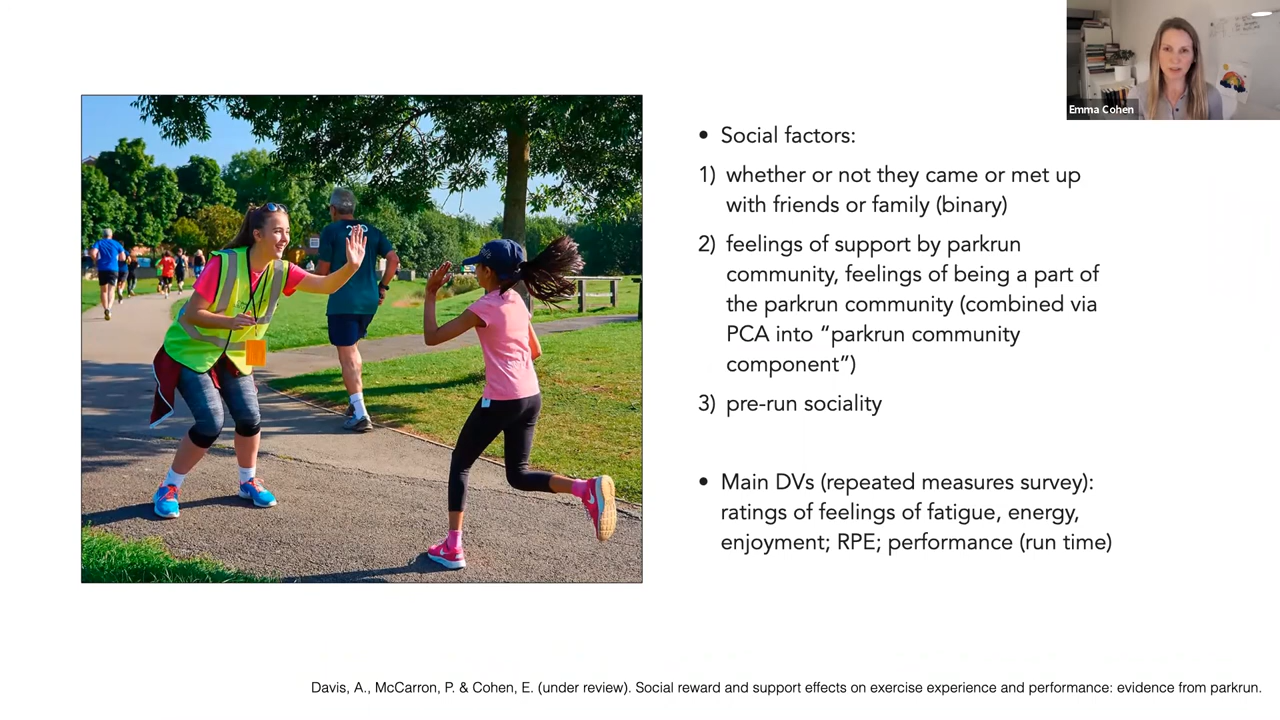 Emma Cohen
• Social factors:
1) whether or not they came or met up
with friends or family (binary)
2) feelings of support by parkrun
community, feelings of being a part of
the parkrun community (combined via
PCA into “parkrun community
component”)
3) pre-run sociality
• Main DVs (repeated measures survey):
ratings of feelings of fatigue, energy,
enjoyment; RPE; performance (run time)
Davis, A., McCarron, P. & Cohen, E. (under review). Social reward and support effects on exercise experience and performance: evidence from parkrun.